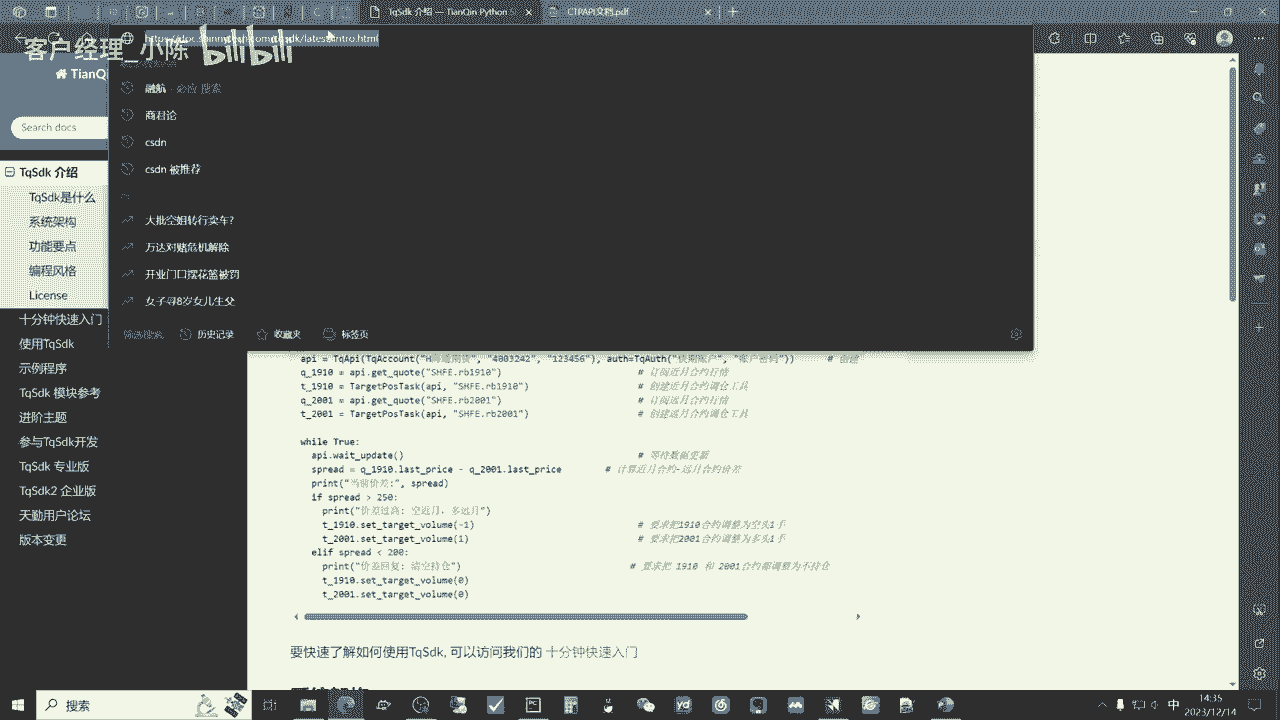 TqSdk 介绍 — TianQin Python S
CTPAPI文档.pdf
客户经理_小陈 bilibili
TianQ
Search docs
融航 - 必应 搜索
商君论
csdn
csdn 被推荐
大批空姐转行卖车?
万达对赌危机解除
开业门口摆花篮被罚
女子寻8岁女儿生父
历史记录
收藏夹
标签页
TqSdk 介绍
TqSdk是什么
系统架构
功能要点
编程风格
License
十分钟快速入门
使用TqSdk
示例程序
TqSdk 模块参考
进阶主题
参与TqSdk开发
TqSdk 专业版
TqSdk2 企业版
天勤用户论坛
版本变更
api = TqApi(TqAccount("H海通期货", "4003242", "123456"), auth=TqAuth("快期账户", "账户密码")) # 创建
q_1910 = api.get_quote("SHFE.rb1910") # 订阅近月合约行情
t_1910 = TargetPosTask(api, "SHFE.rb1910") # 创建近月合约调仓工具
q_2001 = api.get_quote("SHFE.rb2001") # 订阅远月合约行情
t_2001 = TargetPosTask(api, "SHFE.rb2001") # 创建远月合约调仓工具
while True:
api.wait_update() # 等待数据更新
spread = q_1910.last_price - q_2001.last_price # 计算近月合约-远月合约价差
print("当前价差:", spread)
if spread > 250:
print("价差过高: 空近月，多远月")
t_1910.set_target_volume(-1) # 要求把1910合约调整为空头1手
t_2001.set_target_volume(1) # 要求把2001合约调整为多头1手
elif spread < 200:
print("价差回复: 清空持仓") # 要求把 1910 和 2001合约都调整为不持仓
t_1910.set_target_volume(0)
t_2001.set_target_volume(0)
要快速了解如何使用TqSdk, 可以访问我们的 十分钟快速入门
搜索
中
14:35
2023/12/14